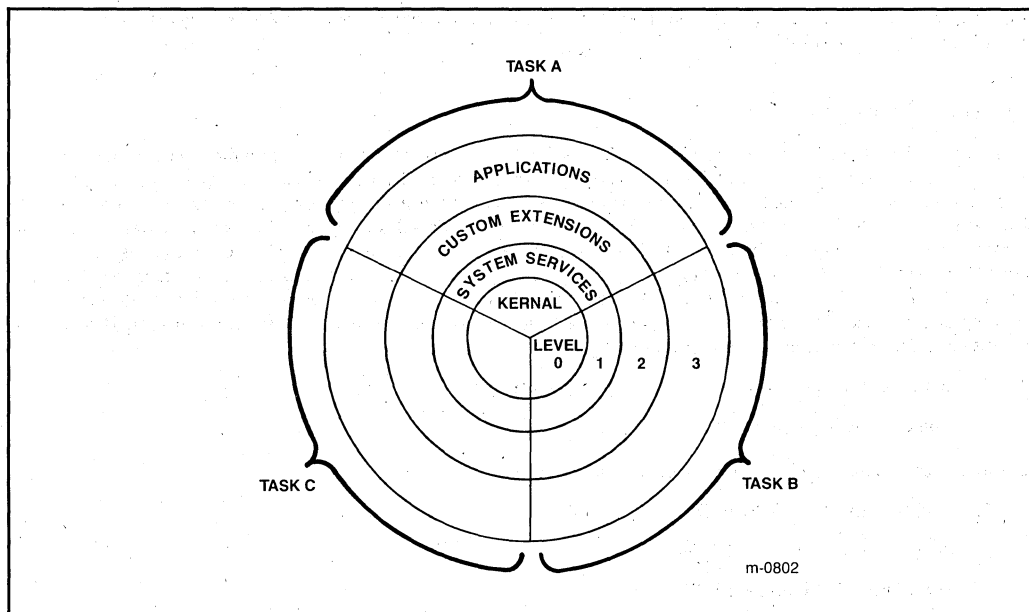 TASK A
APPLICATIONS
CUSTOM EXTENSIONS
SYSTEM SERVICES
KERNAL
LEVEL
0 1 2 3
TASK C
TASK B
m-0802